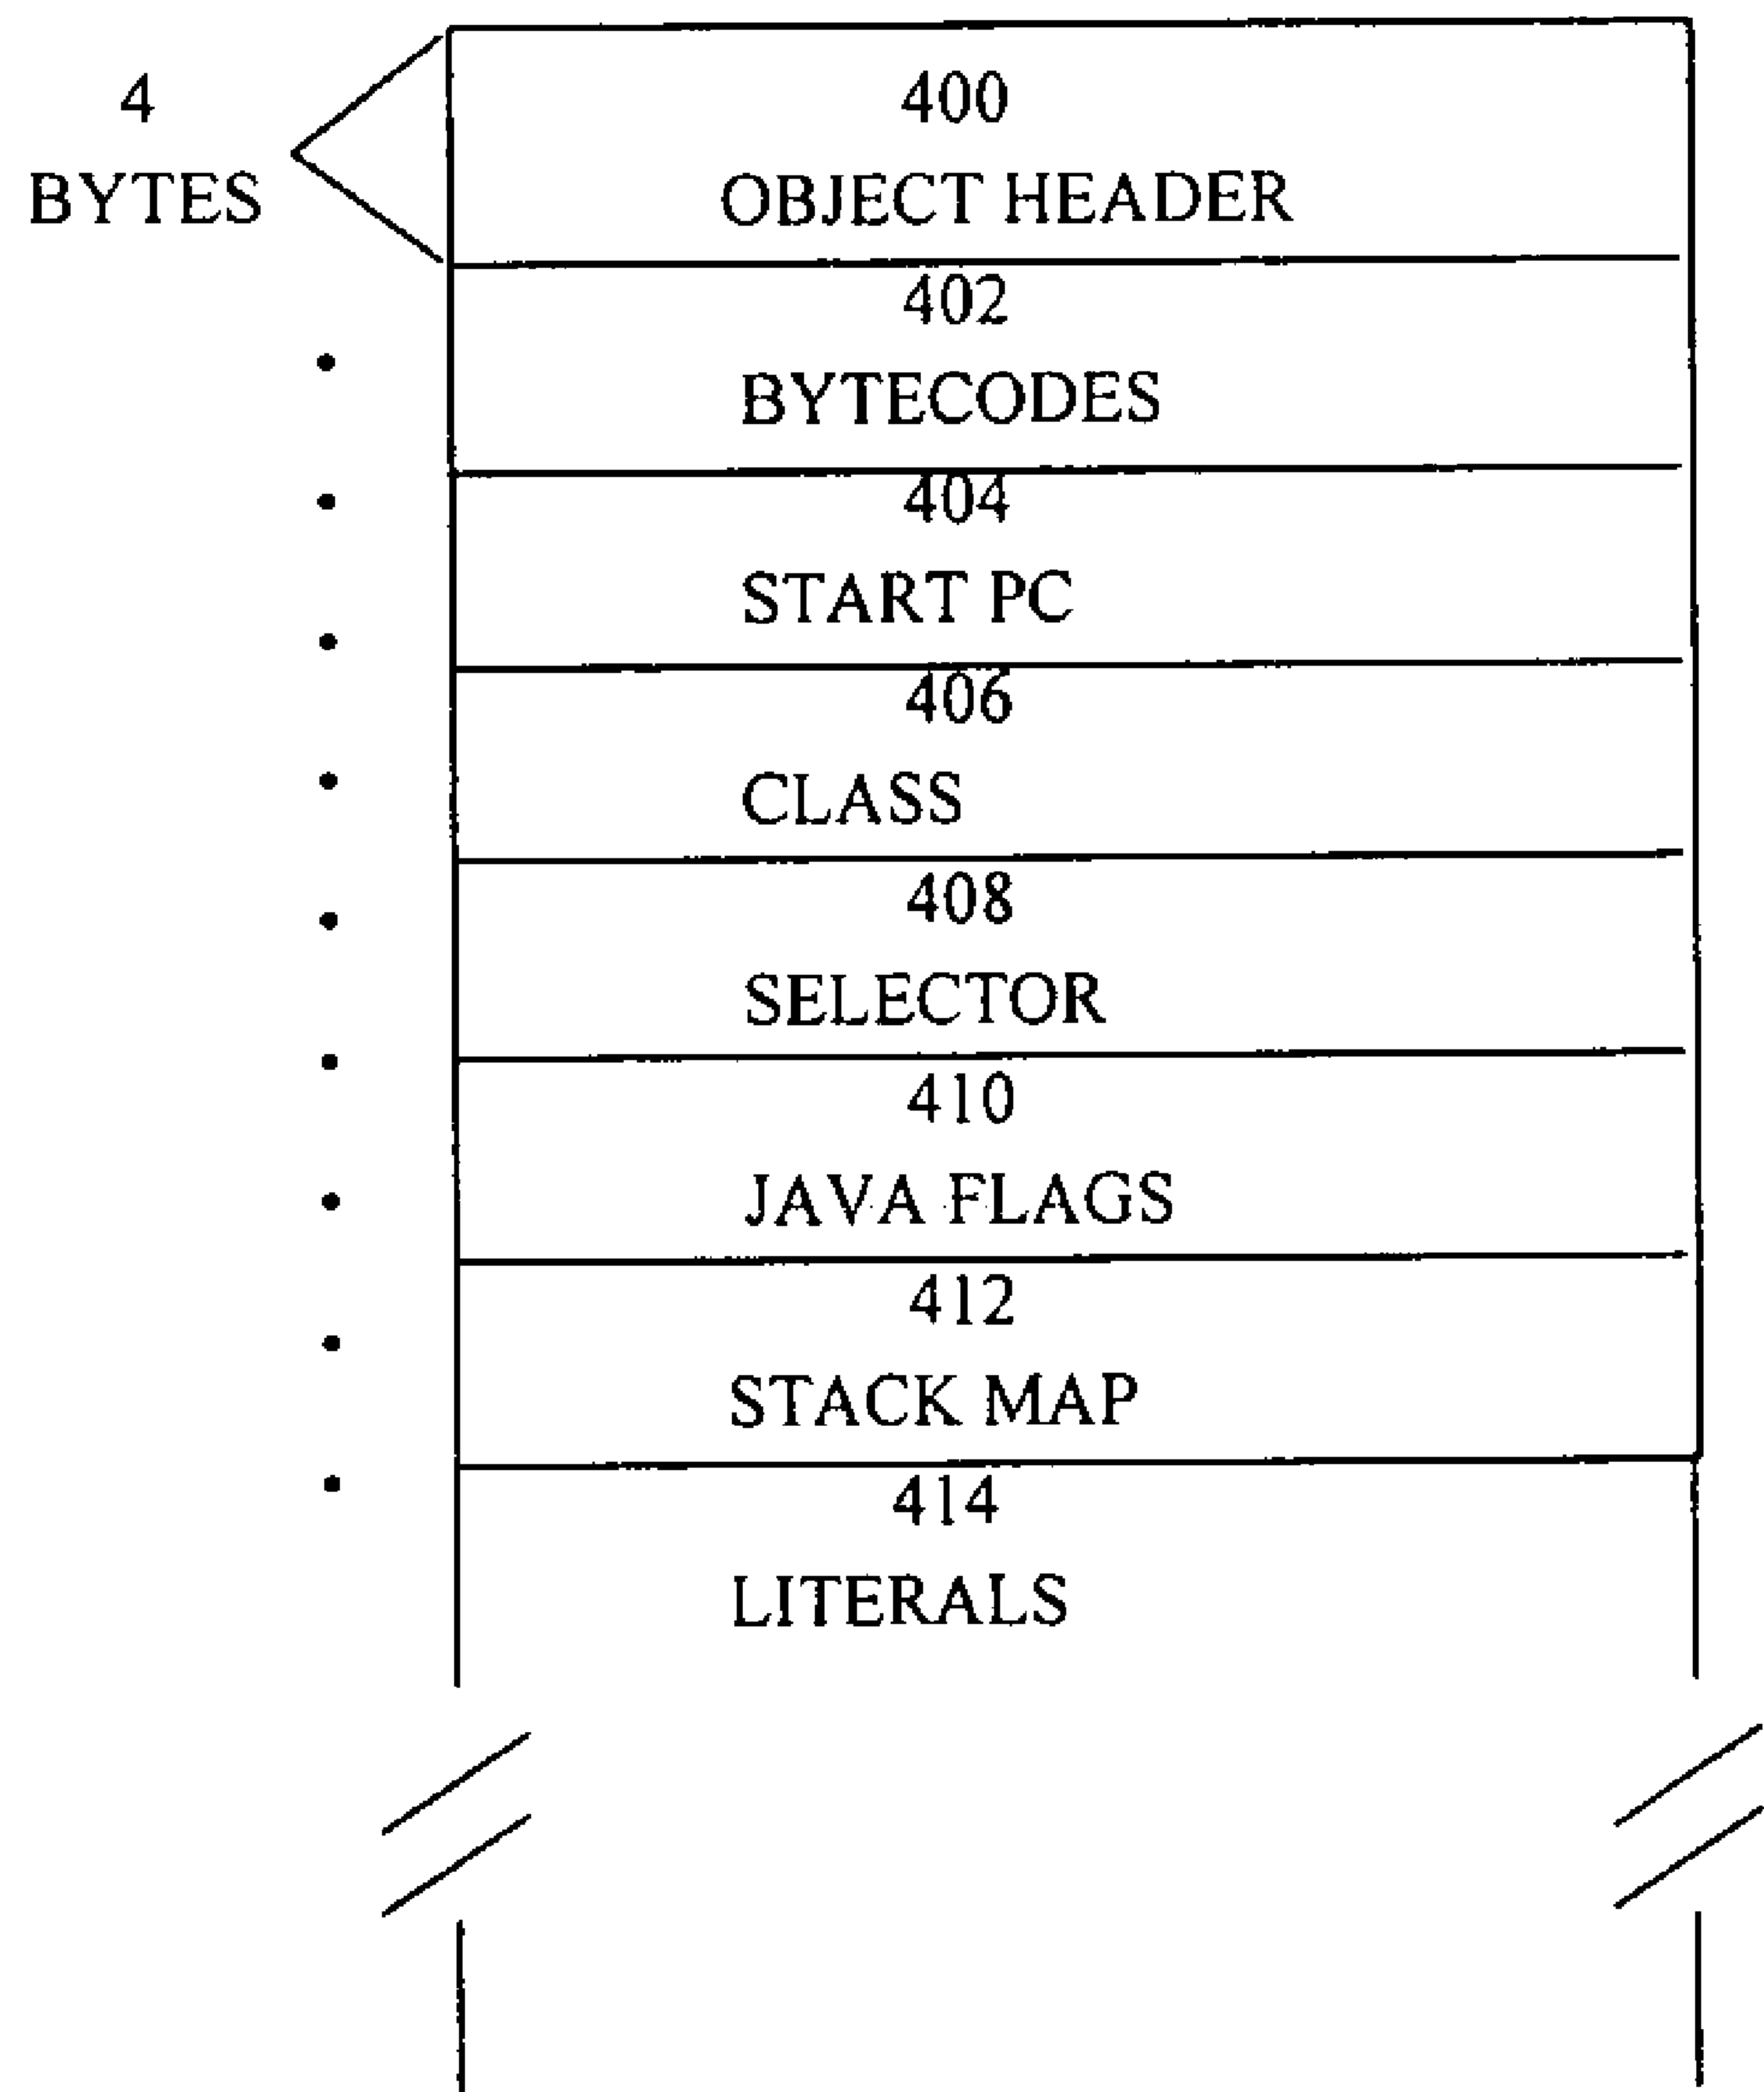 4
BYTES
400
OBJECT HEADER
402
BYTECODES
404
START PC
406
CLASS
408
SELECTOR
410
JAVA FLAGS
412
STACK MAP
414
LITERALS